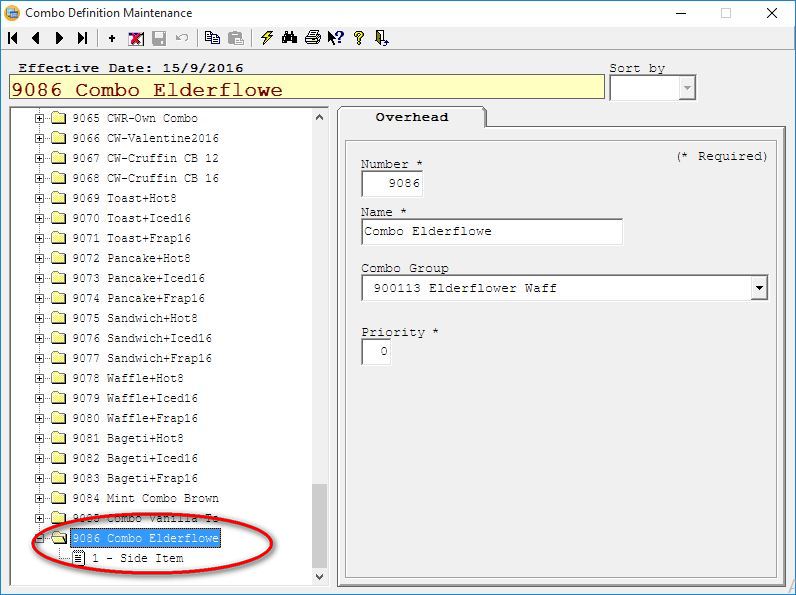 Combo Definition Maintenance
Effective Date: 15/9/2016
Sort by
9086 Combo Elderflowe
9065 CWR-Own Combo
9066 CW-Valentine2016
9067 CW-Cruffin CB 12
9068 CW-Cruffin CB 16
9069 Toast+Hot8
9070 Toast+Iced16
9071 Toast+Frap16
9072 Pancake+Hot8
9073 Pancake+Iced16
9074 Pancake+Frap16
9075 Sandwich+Hot8
9076 Sandwich+Iced16
9077 Sandwich+Frap16
9078 Waffle+Hot8
9079 Waffle+Iced16
9080 Waffle+Frap16
9081 Bageti+Hot8
9082 Bageti+Iced16
9083 Bageti+Frap16
9084 Mint Combo Brown
9085 Combo Vanilla To
9086 Combo Elderflowe
1 - Side Item
Overhead
(* Required)
Number *
9086
Name *
Combo Elderflowe
Combo Group
900113 Elderflower Waff
Priority *
0